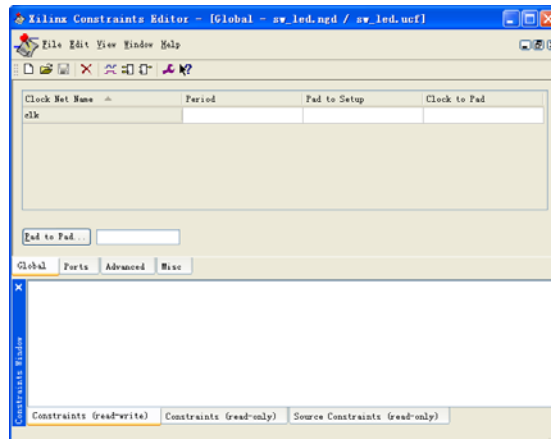 Xilinx Constraints Editor - [Global - sw_led.ngd / sw_led.ucf]
File Edit View Window Help
Clock Net Name Period Pad to Setup Clock to Pad
clk
Pad to Pad...
Global Ports Advanced Misc
Constraints Window
Constraints (read-write) Constraints (read-only) Source Constraints (read-only)